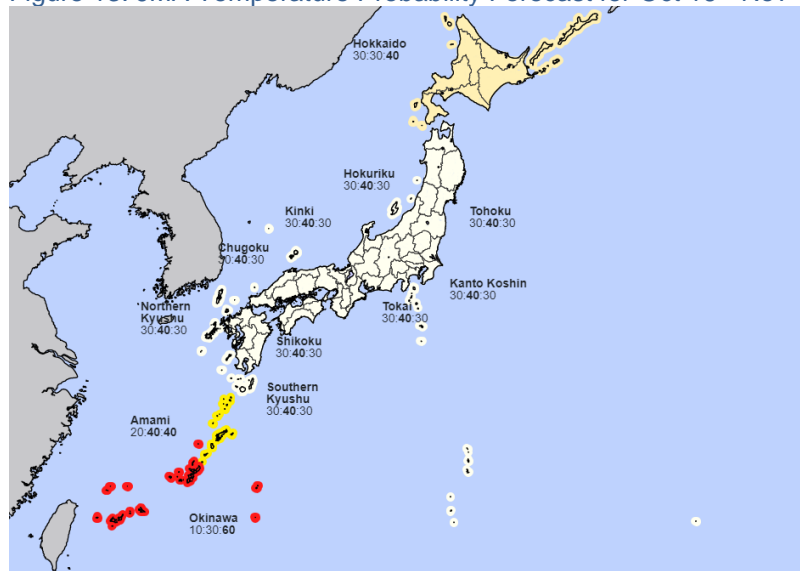 Hokkaido
30:30:40
Hokuriku
30:40:30
Kinki
30:40:30
Tohoku
30:40:30
Chugoku
30:40:30
Kanto Koshin
30:40:30
Northern
Kyushu
30:40:30
Tokai
30:40:30
Shikoku
30:40:30
Southern
Kyushu
30:40:30
Amami
20:40:40
Okinawa
10:30:60